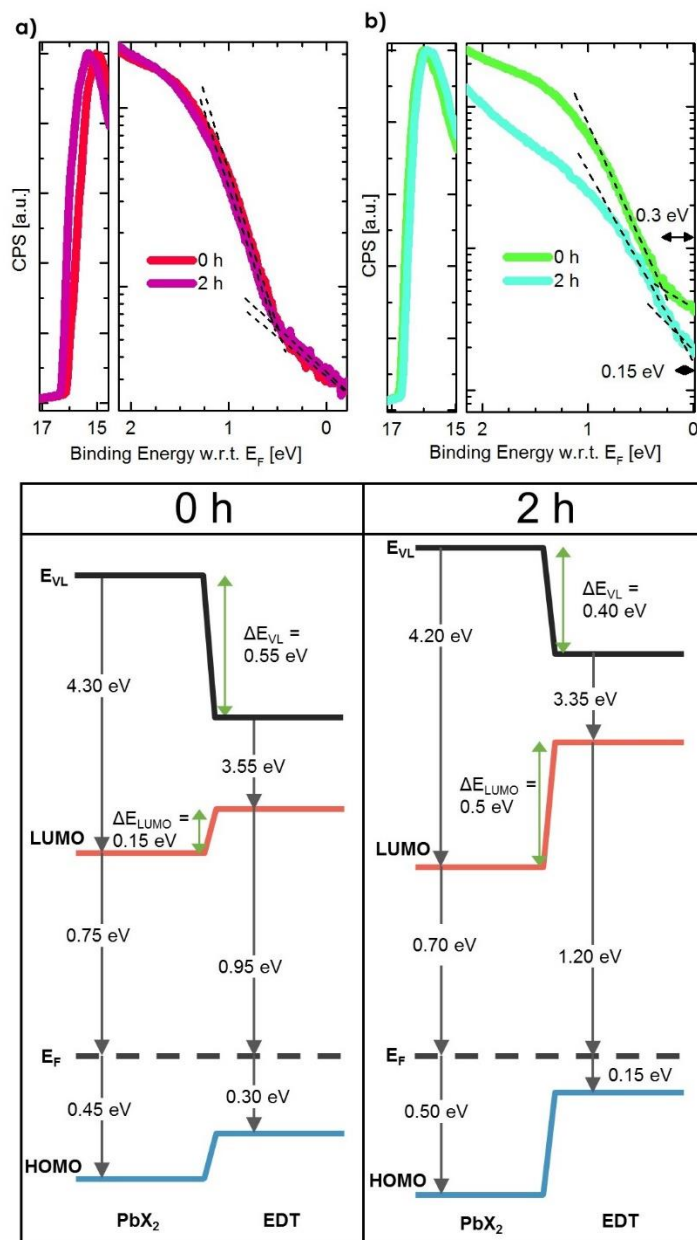 a)
b)
CPS [a.u.]
0 h
2 h
17
15
2
1
0
Binding Energy w.r.t. E_F [eV]
CPS [a.u.]
0 h
2 h
0.3 eV
0.15 eV
17
15
2
1
0
Binding Energy w.r.t. E_F [eV]
0 h
2 h
E_VL
ΔE_VL =
0.55 eV
4.30 eV
3.55 eV
ΔE_LUMO =
0.15 eV
LUMO
0.75 eV
0.95 eV
E_F
0.45 eV
0.30 eV
HOMO
PbX₂
EDT
E_VL
ΔE_VL =
0.40 eV
4.20 eV
3.35 eV
ΔE_LUMO =
0.5 eV
LUMO
0.70 eV
1.20 eV
E_F
0.50 eV
0.15 eV
HOMO
PbX₂
EDT